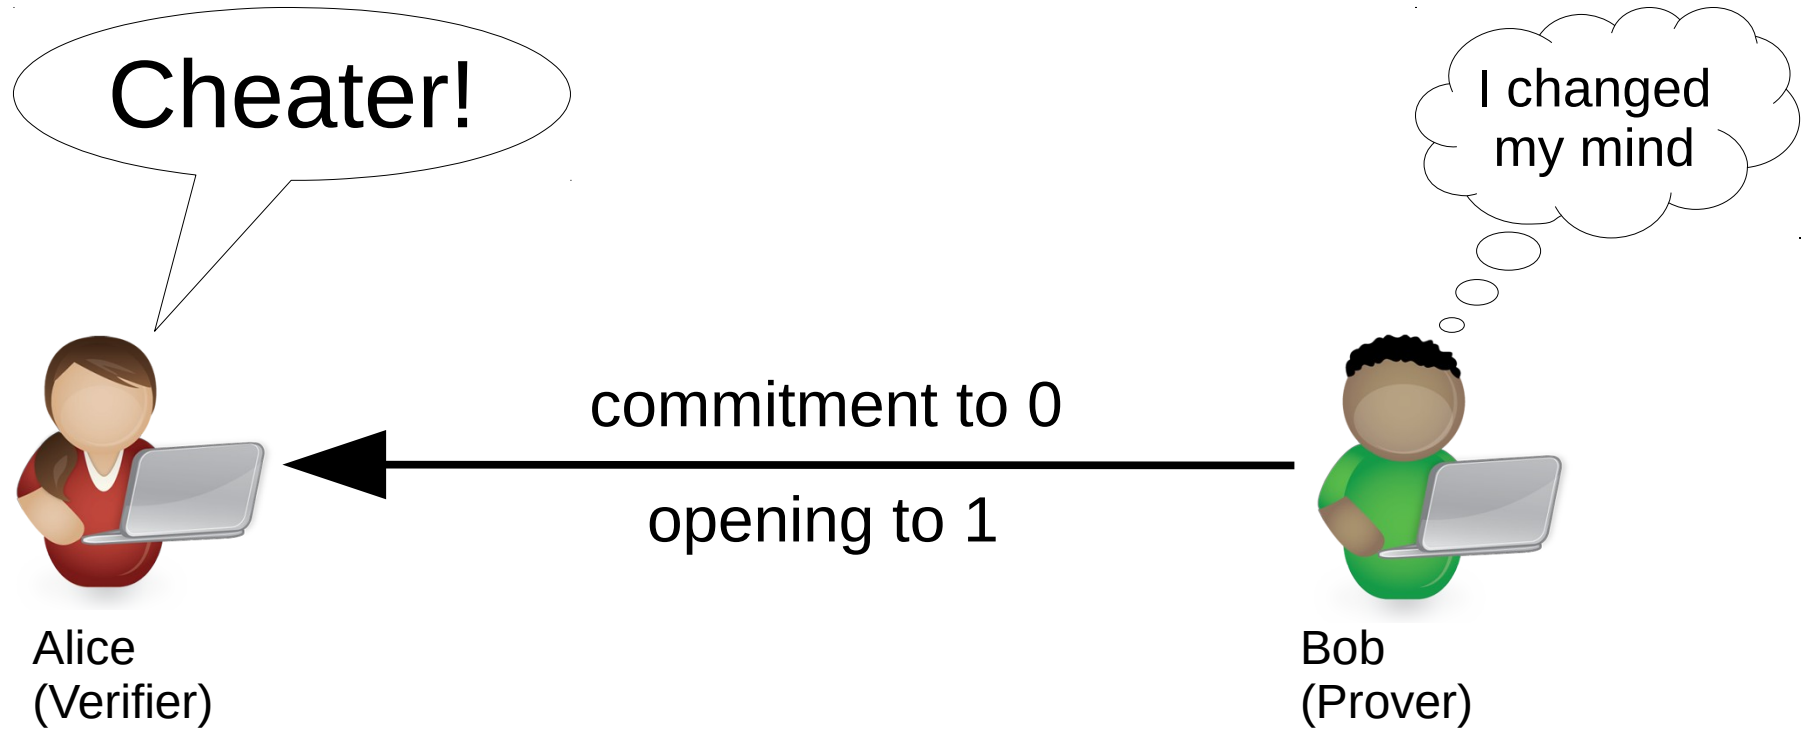 Cheater!
I changed
my mind
commitment to 0
opening to 1
Alice
(Verifier)
Bob
(Prover)